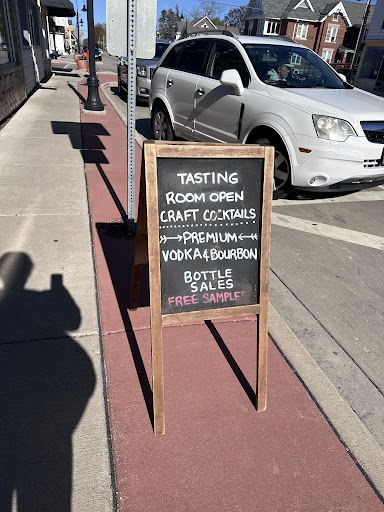 TASTING
ROOM OPEN
CRAFT COCKTAILS
PREMIUM
VODKA & BOURBON
BOTTLE
SALES
FREE SAMPLE